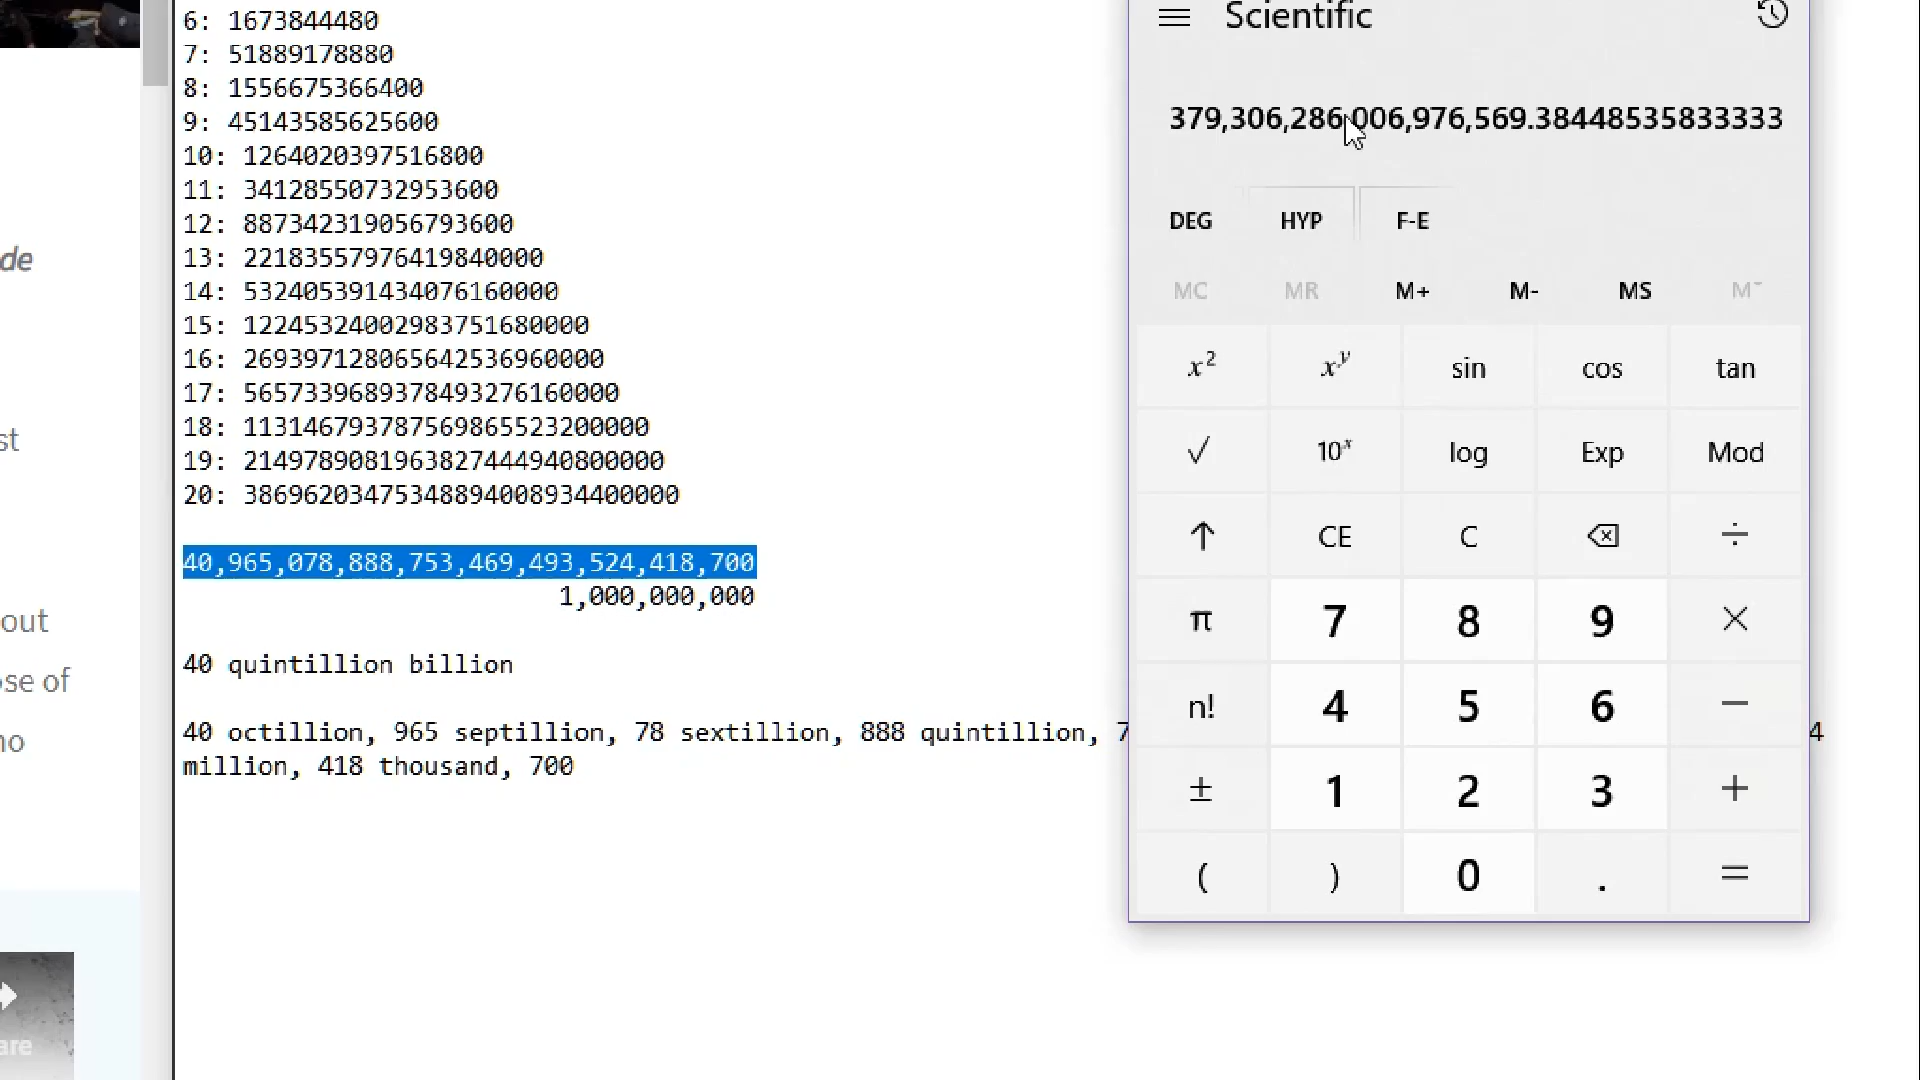 de
st
out
ose of
no
are
6: 1673844480
7: 51889178880
8: 1556675366400
9: 45143585625600
10: 1264020397516800
11: 34128550732953600
12: 887342319056793600
13: 22183557976419840000
14: 532405391434076160000
15: 12245324002983751680000
16: 269397128065642536960000
17: 5657339689378493276160000
18: 113146793787569865523200000
19: 2149789081963827444940800000
20: 38696203475348894008934400000
40,965,078,888,753,469,493,524,418,700
1,000,000,000
40 quintillion billion
40 octillion, 965 septillion, 78 sextillion, 888 quintillion, 7
4
million, 418 thousand, 700
Scientific
379,306,286,006,976,569.38448535833333
DEG HYP F-E
MC MR M+ M- MS M˅
x² xʸ sin cos tan
√ 10ˣ log Exp Mod
↑ CE C ⌫ ÷
π 7 8 9 ×
n! 4 5 6 −
± 1 2 3 +
( ) 0 . =